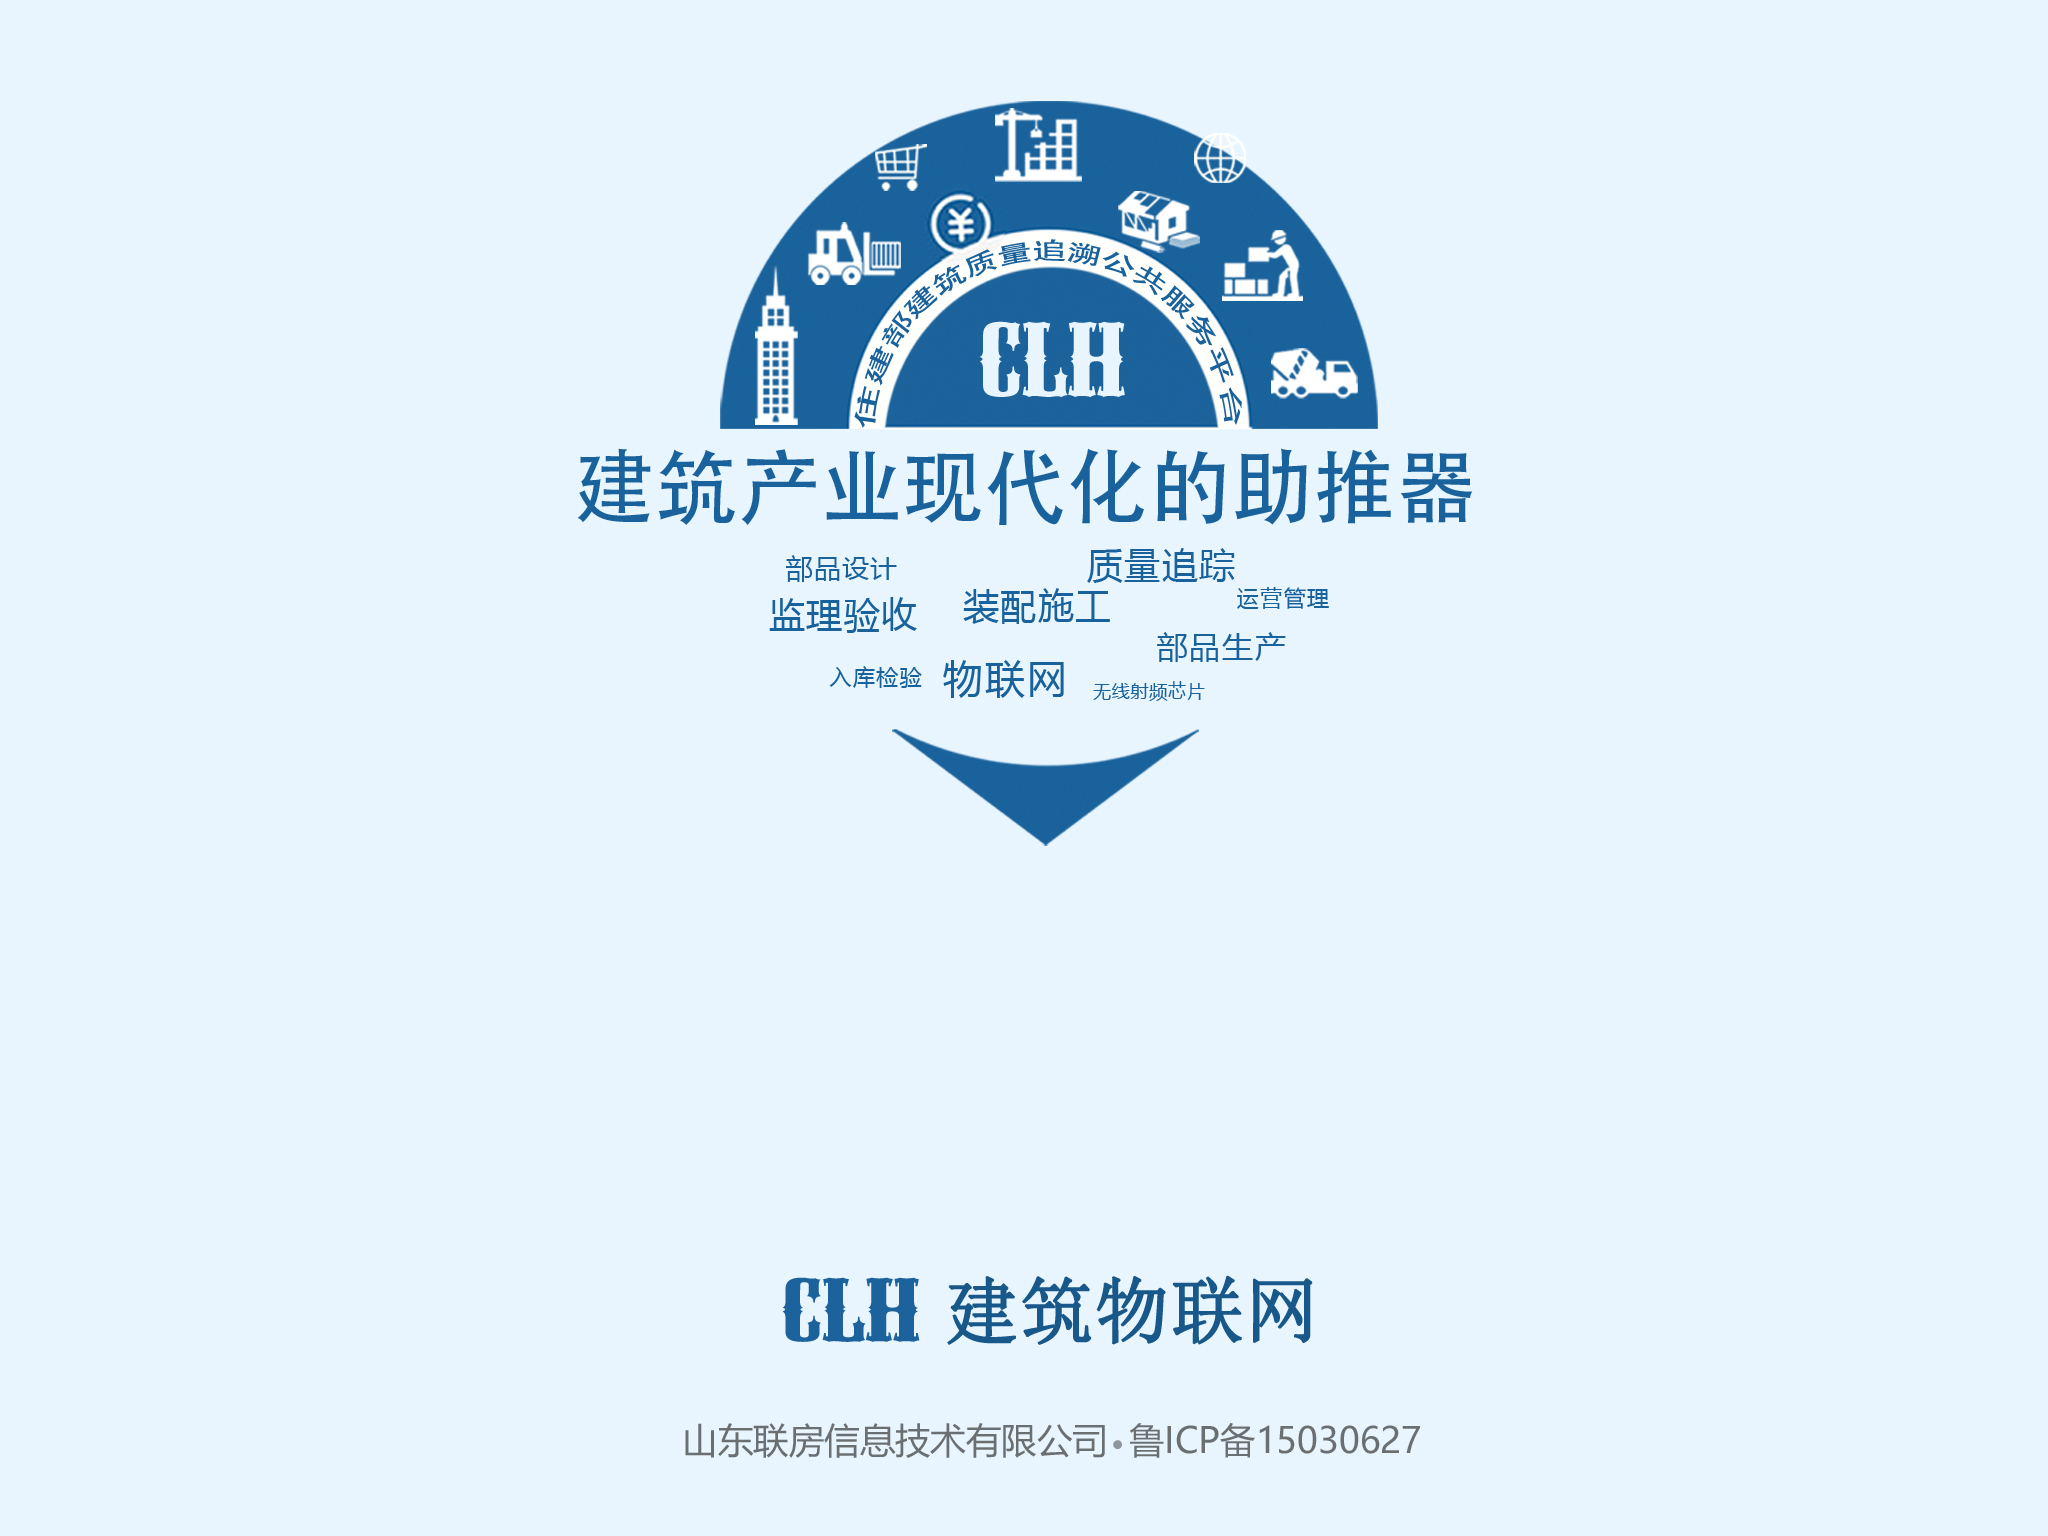 住建部建筑质量追溯公共服务平台
CLH
建筑产业现代化的助推器
部品设计
质量追踪
监理验收
装配施工
运营管理
部品生产
入库检验
物联网
无线射频芯片
CLH 建筑物联网
山东联房信息技术有限公司•鲁ICP备15030627